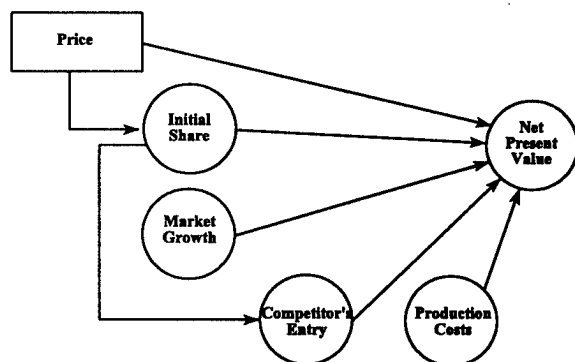 Price
Initial
Share
Net
Present
Value
Market
Growth
Competitor's
Entry
Production
Costs